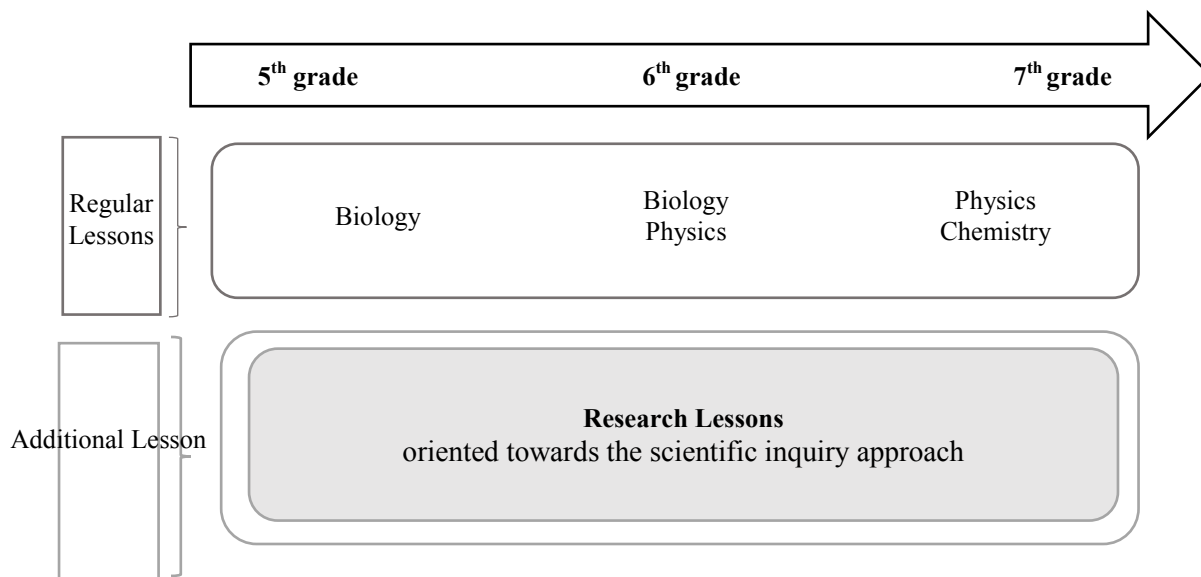 5th grade 6th grade 7th grade
Regular
Lessons
Biology
Biology
Physics
Physics
Chemistry
Additional Lesson
Research Lessons
oriented towards the scientific inquiry approach